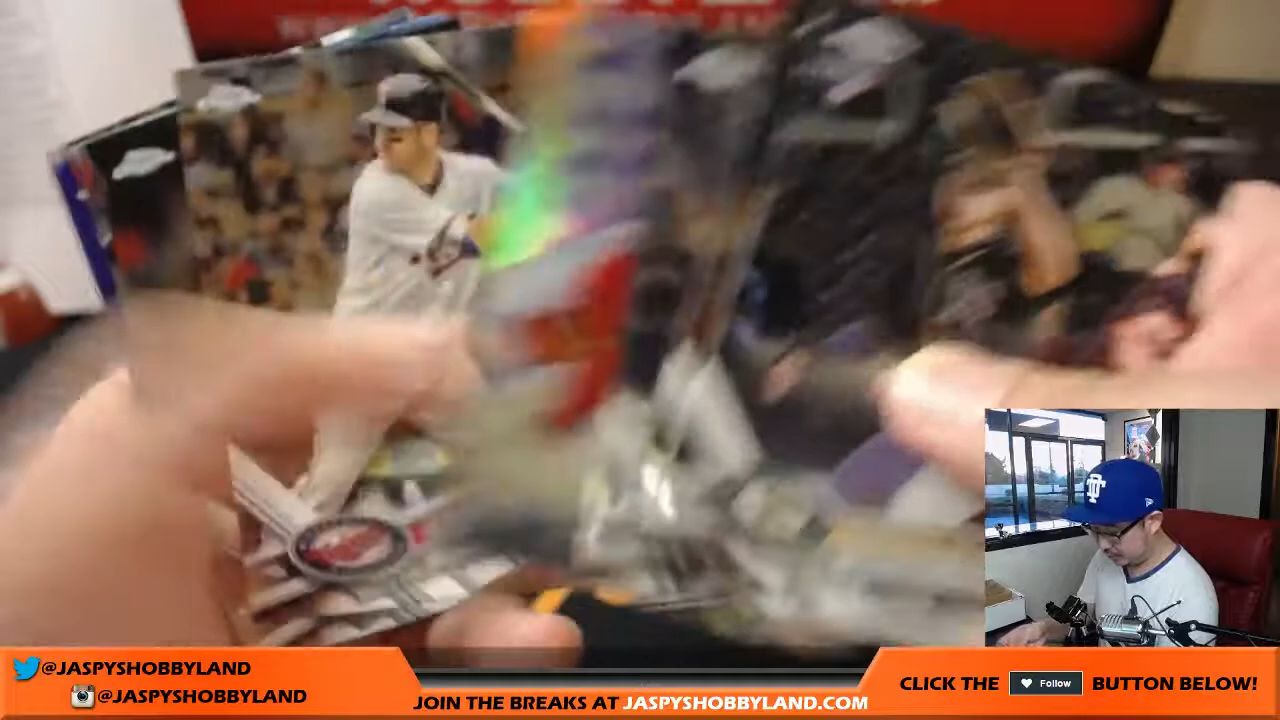 @JASPYSHOBBYLAND
@JASPYSHOBBYLAND
JOIN THE BREAKS AT JASPYSHOBBYLAND.COM
CLICK THE Follow BUTTON BELOW!